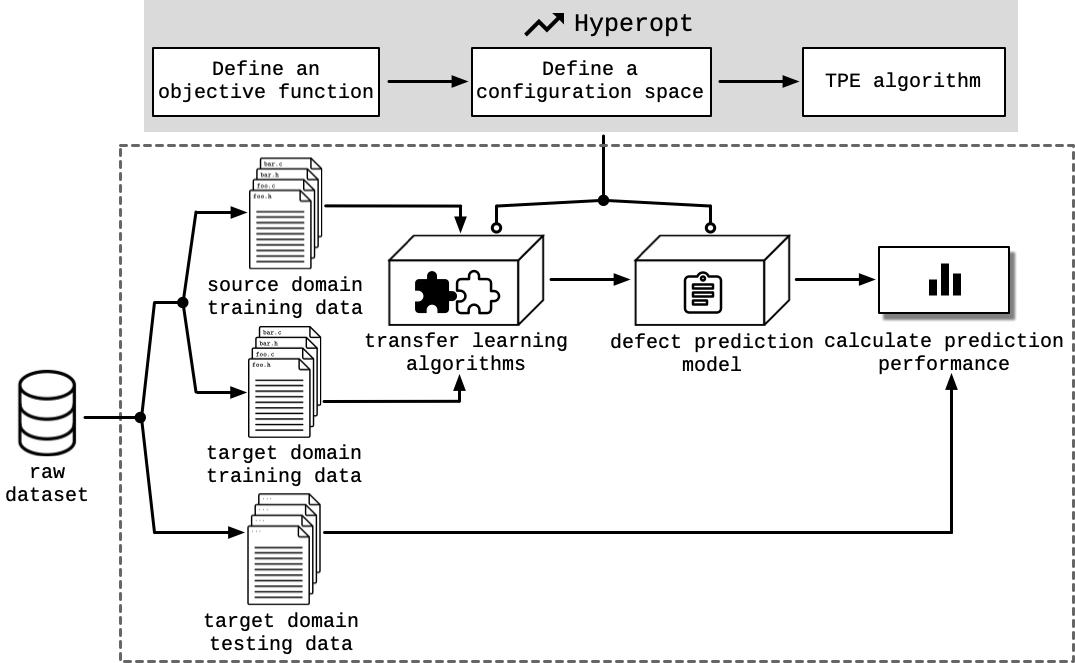 Hyperopt
Define an
objective function
Define a
configuration space
TPE algorithm
bar.c
bar.h
foo.c
foo.h
source domain
training data
bar.c
bar.h
foo.c
foo.h
target domain
training data
transfer learning
algorithms
defect prediction
model
calculate prediction
performance
raw
dataset
...
...
...
...
target domain
testing data